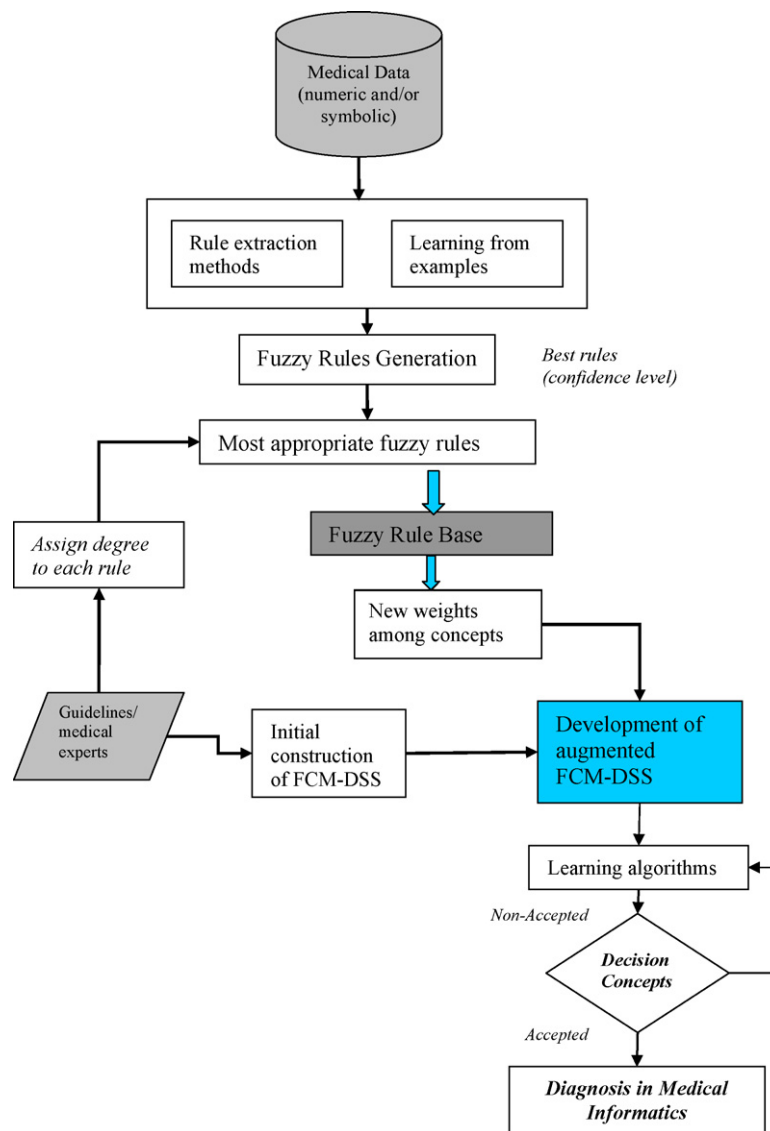 Medical Data
(numeric and/or
symbolic)
Rule extraction
methods
Learning from
examples
Fuzzy Rules Generation
Best rules
(confidence level)
Most appropriate fuzzy rules
Fuzzy Rule Base
Assign degree
to each rule
New weights
among concepts
Guidelines/
medical
experts
Initial
construction
of FCM-DSS
Development of
augmented
FCM-DSS
Learning algorithms
Non-Accepted
Decision
Concepts
Accepted
Diagnosis in Medical
Informatics